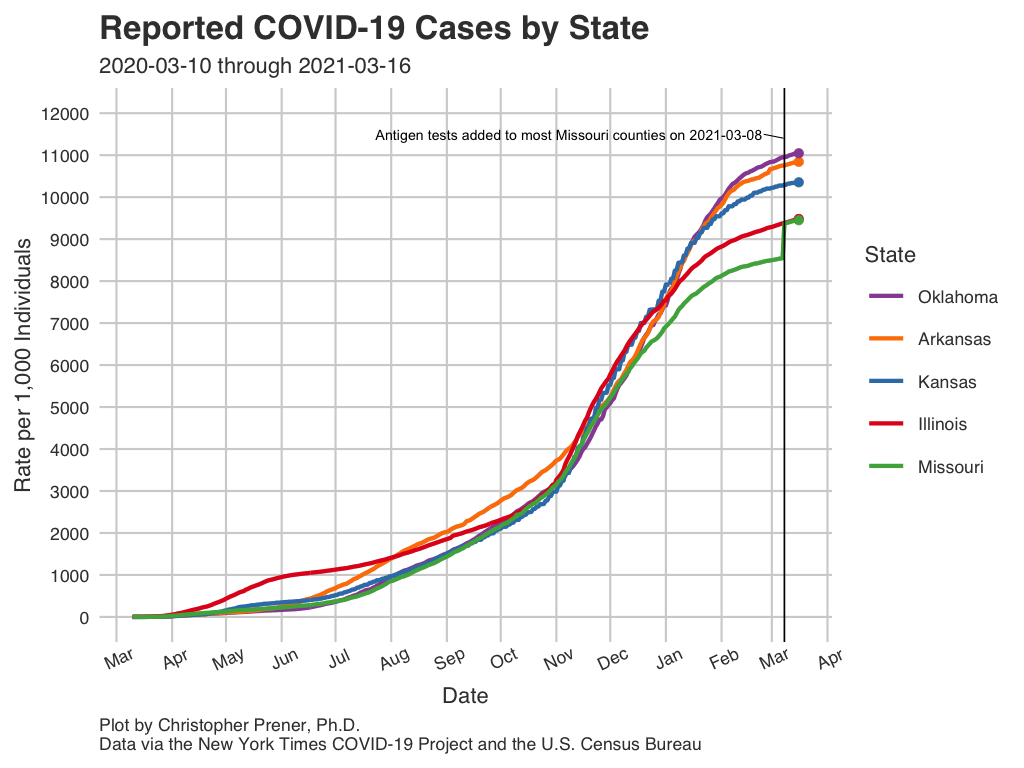 Reported COVID-19 Cases by State
2020-03-10 through 2021-03-16
Antigen tests added to most Missouri counties on 2021-03-08
12000
11000
10000
9000
8000
7000
6000
5000
4000
3000
2000
1000
0
Rate per 1,000 Individuals
Mar Apr May Jun Jul Aug Sep Oct Nov Dec Jan Feb Mar Apr
Date
State
Oklahoma
Arkansas
Kansas
Illinois
Missouri
Plot by Christopher Prener, Ph.D.
Data via the New York Times COVID-19 Project and the U.S. Census Bureau